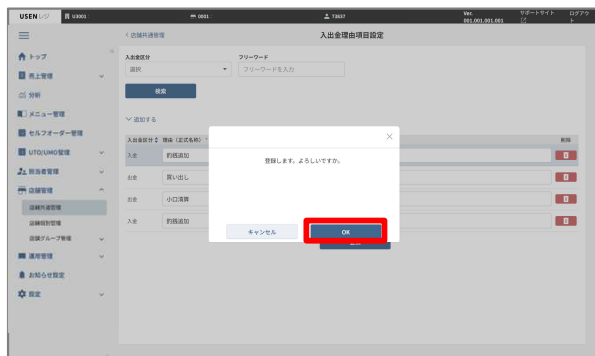 USEN レジ U3001 0001 73937 Ver. 001.001.001.001 サポートサイト ログアウト
トップ
売上管理
分析
メニュー管理
セルフオーダー管理
UTO/UMO管理
担当者管理
店舗管理
店舗共通管理
店舗個別管理
店舗グループ管理
運用管理
お知らせ設定
設定
店舗共通管理 入出金理由項目設定
入出金区分 フリーワード
選択 フリーワードを入力
検索
追加する
入出金区分 理由（正式名称） * 削除
入金 釣銭追加
出金 買い出し
出金 小口清算
入金 釣銭追加
登録します。よろしいですか。
キャンセル OK